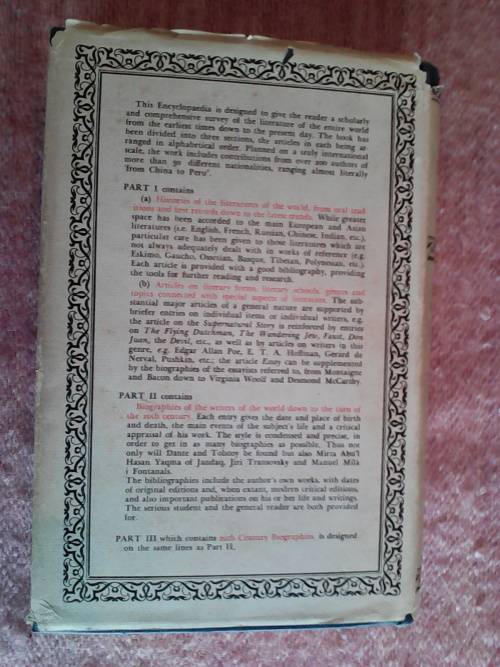 This Encyclopaedia is designed to give the reader a scholarly
and comprehensive survey of the literature of the entire world
from the earliest times down to the present day. The book has
been divided into three sections, the articles in each being ar-
ranged in alphabetical order. Planned on a truly international
scale, the work includes contributions from over 200 authors of
more than 30 different nationalities, ranging almost literally
'from China to Peru'.
PART I contains
(a) Histories of the literatures of the world, from oral trad-
itions and first records down to the latest trends. While greater
space has been accorded to the main European and Asian
literatures (i.e. English, French, Russian, Chinese, Indian, etc.),
particular care has been given to those literatures which are
not always adequately dealt with in works of reference (e.g.
Eskimo, Gaucho, Ossetian, Basque, Tibetan, Polynesian, etc.).
Each article is provided with a good bibliography, providing
the tools for further reading and research.
(b) Articles on literary forms, literary schools, genres and
topics connected with special aspects of literature. The sub-
stantial major articles of a general nature are supported by
briefer entries on individual items or individual writers, e.g.
the article on the Supernatural Story is reinforced by entries
on The Flying Dutchman, The Wandering Jew, Faust, Don
Juan, the Devil, etc., as well as by articles on writers in this
genre, e.g. Edgar Allan Poe, E. T. A. Hoffman, Gérard de
Nerval, Pushkin, etc.; the article Essay can be supplemented
by the biographies of the essayists referred to, from Montaigne
and Bacon down to Virginia Woolf and Desmond McCarthy.
PART II contains
Biographies of the writers of the world down to the turn of
the 20th century. Each entry gives the date and place of birth
and death, the main events of the subject's life and a critical
appraisal of his work. The style is condensed and precise, in
order to get in as many biographies as possible. Thus not
only will Dante and Tolstoy be found but also Mirza Abu'l
Hasan Yaqma of Jandaq, Jiri Tranovsky and Manuel Milà
i Fontanals.
The bibliographies include the author's own works, with dates
of original editions and, when extant, modern critical editions,
and also important publications on his or her life and writings.
The serious student and the general reader are both provided
for.
PART III which contains 20th Century Biographies, is designed
on the same lines as Part II.